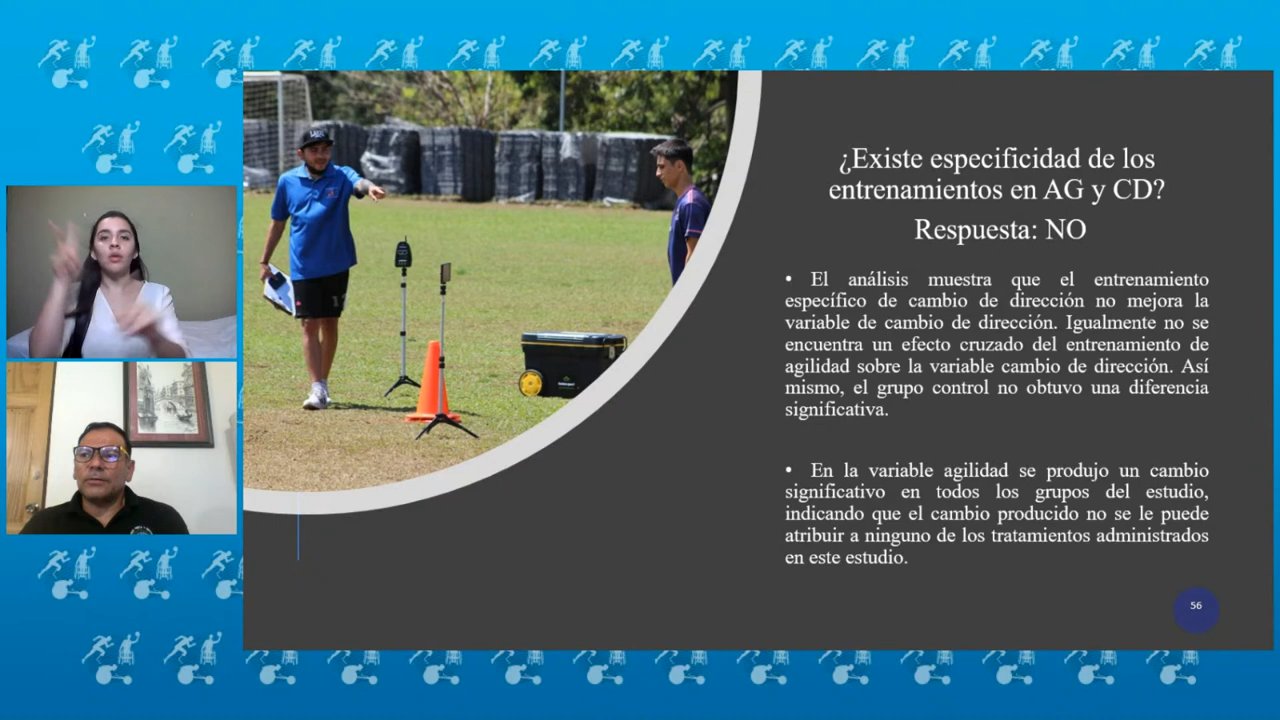 ¿Existe especificidad de los
entrenamientos en AG y CD?
Respuesta: NO
• El análisis muestra que el entrenamiento
específico de cambio de dirección no mejora la
variable de cambio de dirección. Igualmente no se
encuentra un efecto cruzado del entrenamiento de
agilidad sobre la variable cambio de dirección. Así
mismo, el grupo control no obtuvo una diferencia
significativa.
• En la variable agilidad se produjo un cambio
significativo en todos los grupos del estudio,
indicando que el cambio producido no se le puede
atribuir a ninguno de los tratamientos administrados
en este estudio.
56